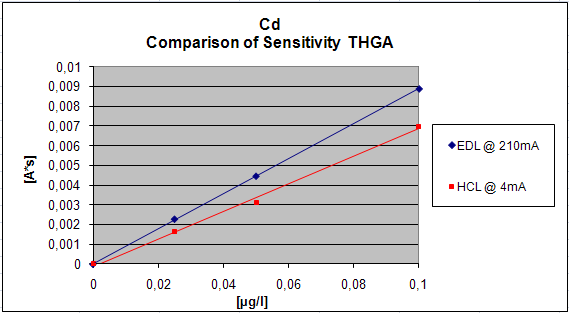 Cd
Comparison of Sensitivity THGA
0,01
0,009
0,008
0,007
0,006
0,005
0,004
0,003
0,002
0,001
0
[A*s]
0 0,02 0,04 0,06 0,08 0,1
[µg/l]
EDL @ 210mA
HCL @ 4mA